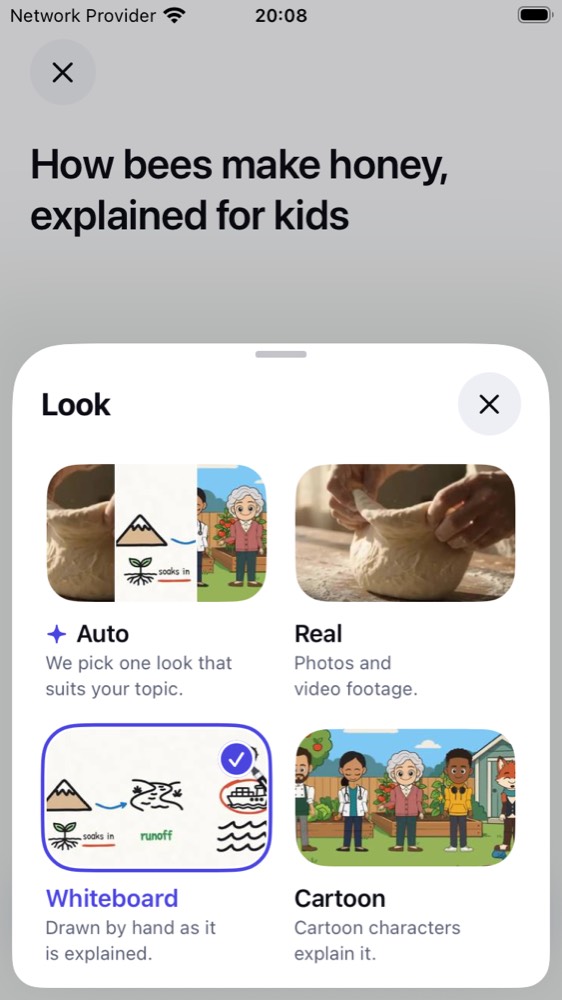 Network Provider 20:08
How bees make honey,
explained for kids
Look
soaks in
Auto
We pick one look that
suits your topic.
Real
Photos and
video footage.
soaks in
runoff
Whiteboard
Drawn by hand as it
is explained.
Cartoon
Cartoon characters
explain it.